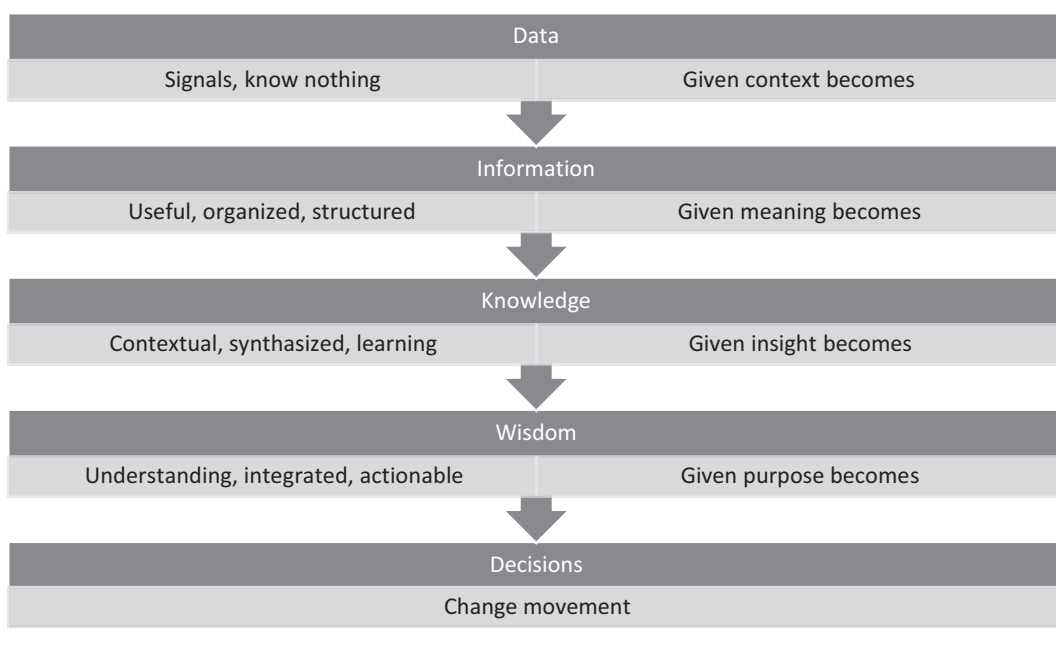 Data
Signals, know nothing
Given context becomes
Information
Useful, organized, structured
Given meaning becomes
Knowledge
Contextual, synthasized, learning
Given insight becomes
Wisdom
Understanding, integrated, actionable
Given purpose becomes
Decisions
Change movement